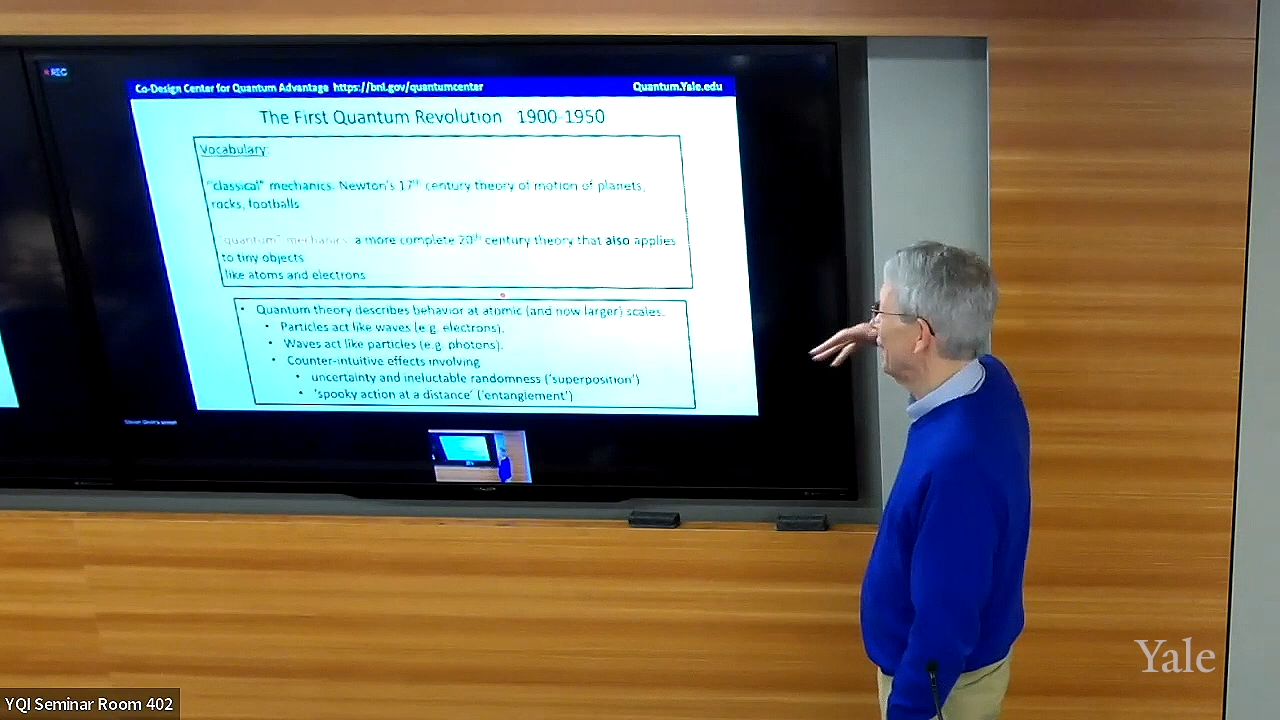 REC
Co-Design Center for Quantum Advantage https://bnl.gov/quantumcenter
Quantum.Yale.edu
The First Quantum Revolution 1900-1950
Vocabulary:
"classical" mechanics: Newton's 17th century theory of motion of planets,
rocks, footballs
"quantum" mechanics: a more complete 20th century theory that also applies
to tiny objects
like atoms and electrons
• Quantum theory describes behavior at atomic (and now larger) scales.
• Particles act like waves (e.g. electrons).
• Waves act like particles (e.g. photons).
• Counter-intuitive effects involving
• uncertainty and ineluctable randomness ('superposition')
• 'spooky action at a distance' ('entanglement')
Yale
YQI Seminar Room 402